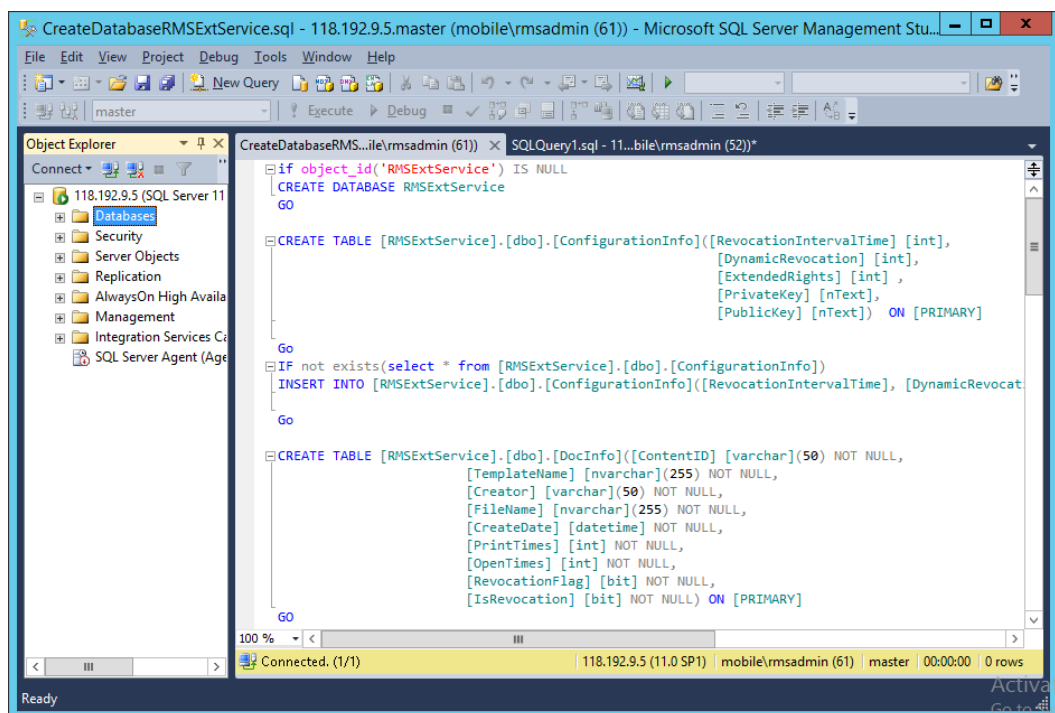 CreateDatabaseRMSExtService.sql - 118.192.9.5.master (mobile\rmsadmin (61)) - Microsoft SQL Server Management Stu...
File Edit View Project Debug Tools Window Help
New Query
master Execute Debug
Object Explorer
CreateDatabaseRMS...ile\rmsadmin (61)) SQLQuery1.sql - 11...bile\rmsadmin (52))*
Connect
118.192.9.5 (SQL Server 11
Databases
Security
Server Objects
Replication
AlwaysOn High Availa
Management
Integration Services Ca
SQL Server Agent (Age
if object_id('RMSExtService') IS NULL
CREATE DATABASE RMSExtService
GO
CREATE TABLE [RMSExtService].[dbo].[ConfigurationInfo]([RevocationIntervalTime] [int],
[DynamicRevocation] [int],
[ExtendedRights] [int] ,
[PrivateKey] [nText],
[PublicKey] [nText]) ON [PRIMARY]
Go
IF not exists(select * from [RMSExtService].[dbo].[ConfigurationInfo])
INSERT INTO [RMSExtService].[dbo].[ConfigurationInfo]([RevocationIntervalTime], [DynamicRevocat
Go
CREATE TABLE [RMSExtService].[dbo].[DocInfo]([ContentID] [varchar](50) NOT NULL,
[TemplateName] [nvarchar](255) NOT NULL,
[Creator] [varchar](50) NOT NULL,
[FileName] [nvarchar](255) NOT NULL,
[CreateDate] [datetime] NOT NULL,
[PrintTimes] [int] NOT NULL,
[OpenTimes] [int] NOT NULL,
[RevocationFlag] [bit] NOT NULL,
[IsRevocation] [bit] NOT NULL) ON [PRIMARY]
GO
100 %
Connected. (1/1) 118.192.9.5 (11.0 SP1) mobile\rmsadmin (61) master 00:00:00 0 rows
Activa
Ready
Go to